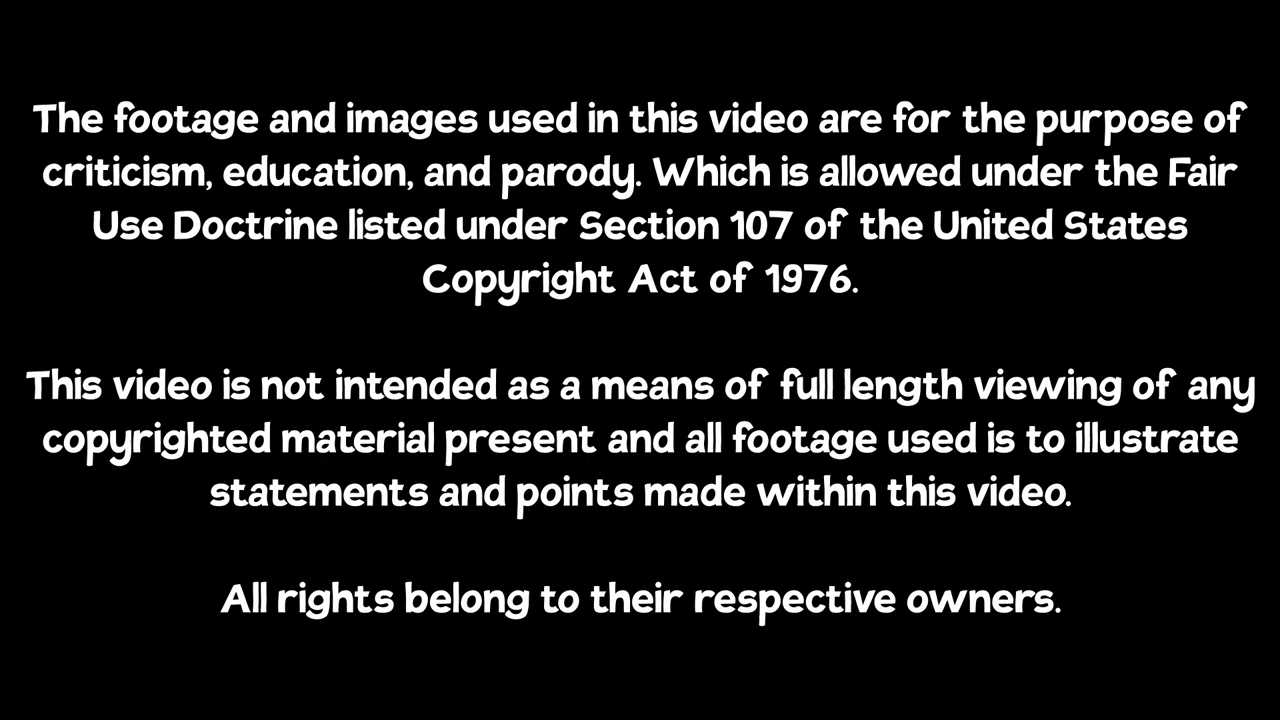 The footage and images used in this video are for the purpose of
criticism, education, and parody. Which is allowed under the Fair
Use Doctrine listed under Section 107 of the United States
Copyright Act of 1976.
This video is not intended as a means of full length viewing of any
copyrighted material present and all footage used is to illustrate
statements and points made within this video.
All rights belong to their respective owners.